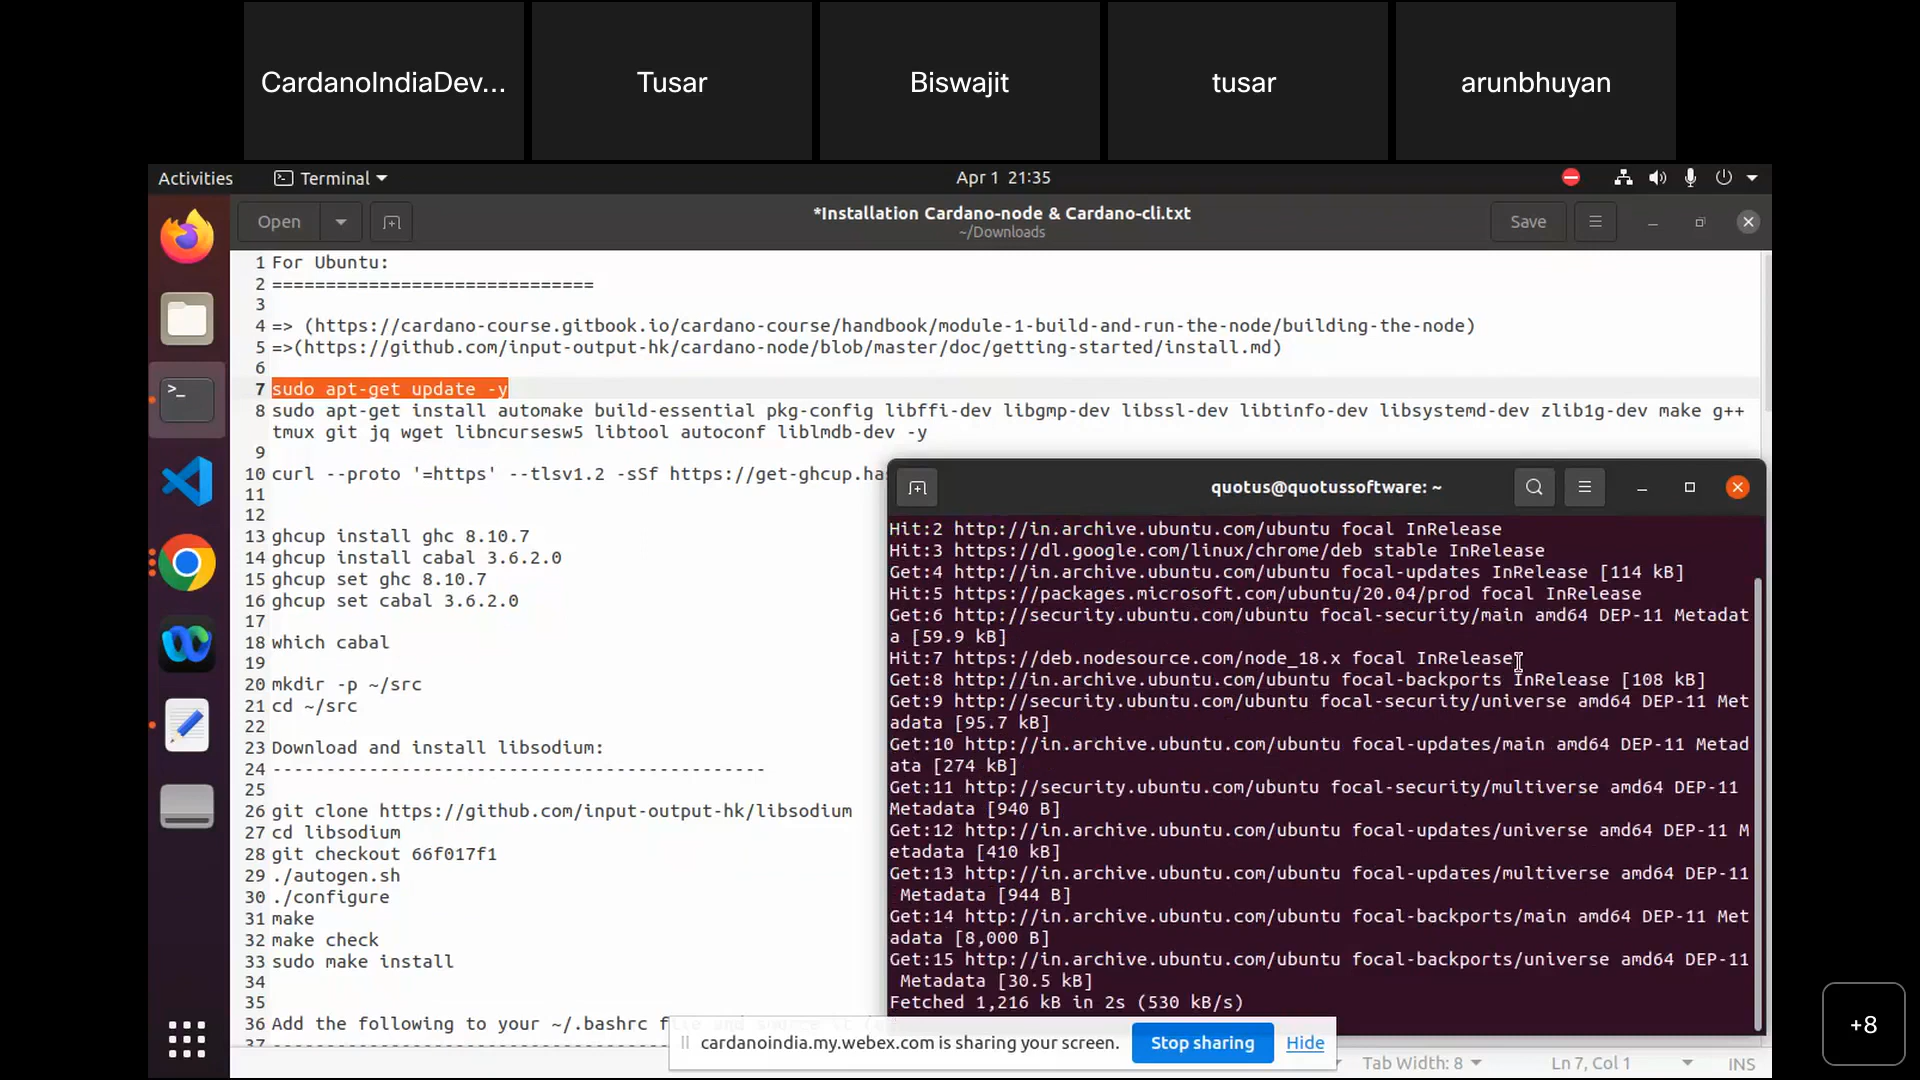 CardanoIndiaDev...
Tusar
Biswajit
tusar
arunbhuyan
Activities
Terminal
Apr 1 21:35
Open
*Installation Cardano-node & Cardano-cli.txt
~/Downloads
Save
1 For Ubuntu:
2 ==============================
3
4 => (https://cardano-course.gitbook.io/cardano-course/handbook/module-1-build-and-run-the-node/building-the-node)
5 =>(https://github.com/input-output-hk/cardano-node/blob/master/doc/getting-started/install.md)
6
7 sudo apt-get update -y
8 sudo apt-get install automake build-essential pkg-config libffi-dev libgmp-dev libssl-dev libtinfo-dev libsystemd-dev zlib1g-dev make g++
tmux git jq wget libncursesw5 libtool autoconf liblmdb-dev -y
9
10 curl --proto '=https' --tlsv1.2 -sSf https://get-ghcup.ha
11
12
13 ghcup install ghc 8.10.7
14 ghcup install cabal 3.6.2.0
15 ghcup set ghc 8.10.7
16 ghcup set cabal 3.6.2.0
17
18 which cabal
19
20 mkdir -p ~/src
21 cd ~/src
22
23 Download and install libsodium:
24 ----------------------------------------------
25
26 git clone https://github.com/input-output-hk/libsodium
27 cd libsodium
28 git checkout 66f017f1
29 ./autogen.sh
30 ./configure
31 make
32 make check
33 sudo make install
34
35
36 Add the following to your ~/.bashrc
37
quotus@quotussoftware: ~
Hit:2 http://in.archive.ubuntu.com/ubuntu focal InRelease
Hit:3 https://dl.google.com/linux/chrome/deb stable InRelease
Get:4 http://in.archive.ubuntu.com/ubuntu focal-updates InRelease [114 kB]
Hit:5 https://packages.microsoft.com/ubuntu/20.04/prod focal InRelease
Get:6 http://security.ubuntu.com/ubuntu focal-security/main amd64 DEP-11 Metadat
a [59.9 kB]
Hit:7 https://deb.nodesource.com/node_18.x focal InRelease
Get:8 http://in.archive.ubuntu.com/ubuntu focal-backports InRelease [108 kB]
Get:9 http://security.ubuntu.com/ubuntu focal-security/universe amd64 DEP-11 Met
adata [95.7 kB]
Get:10 http://in.archive.ubuntu.com/ubuntu focal-updates/main amd64 DEP-11 Metad
ata [274 kB]
Get:11 http://security.ubuntu.com/ubuntu focal-security/multiverse amd64 DEP-11
Metadata [940 B]
Get:12 http://in.archive.ubuntu.com/ubuntu focal-updates/universe amd64 DEP-11 M
etadata [410 kB]
Get:13 http://in.archive.ubuntu.com/ubuntu focal-updates/multiverse amd64 DEP-11
Metadata [944 B]
Get:14 http://in.archive.ubuntu.com/ubuntu focal-backports/main amd64 DEP-11 Met
adata [8,000 B]
Get:15 http://in.archive.ubuntu.com/ubuntu focal-backports/universe amd64 DEP-11
Metadata [30.5 kB]
Fetched 1,216 kB in 2s (530 kB/s)
cardanoindia.my.webex.com is sharing your screen.
Stop sharing
Hide
Tab Width: 8
Ln 7, Col 1
INS
+8